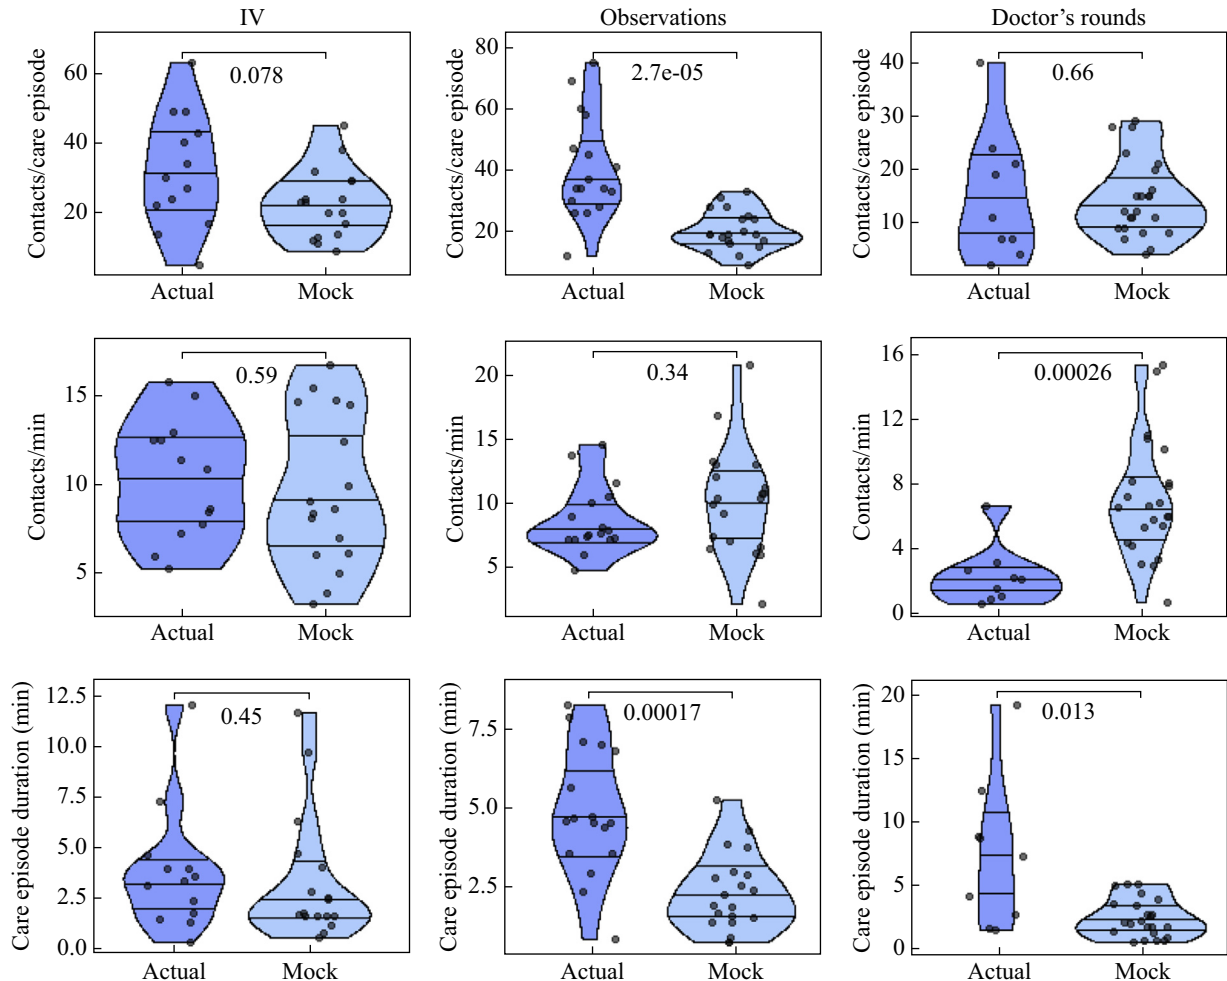 IV
Observations
Doctor’s rounds
Contacts/care episode
60
40
20
0.078
Actual
Mock
Contacts/care episode
80
60
40
20
2.7e-05
Actual
Mock
Contacts/care episode
40
30
20
10
0.66
Actual
Mock
Contacts/min
15
10
5
0.59
Actual
Mock
Contacts/min
20
15
10
5
0.34
Actual
Mock
Contacts/min
16
12
8
4
0
0.00026
Actual
Mock
Care episode duration (min)
12.5
10.0
7.5
5.0
2.5
0.0
0.45
Actual
Mock
Care episode duration (min)
7.5
5.0
2.5
0.00017
Actual
Mock
Care episode duration (min)
20
15
10
5
0
0.013
Actual
Mock